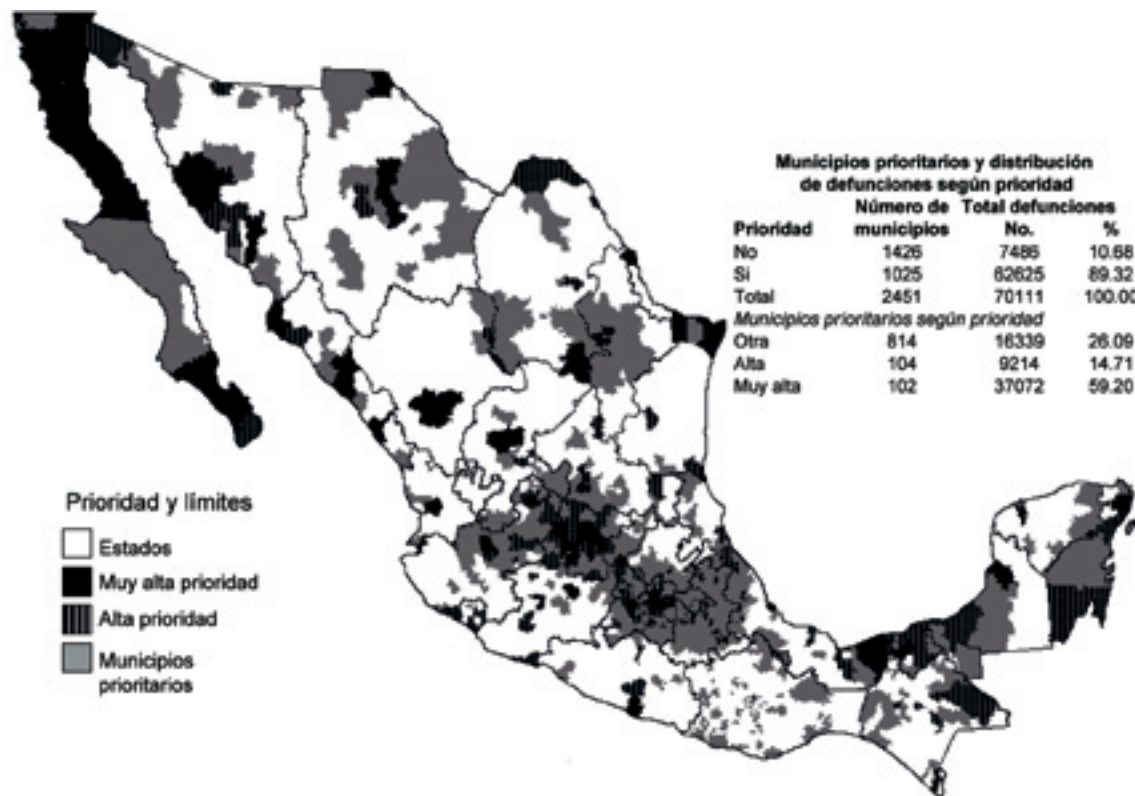 Municipios prioritarios y distribución
de defunciones según prioridad
Número de Total defunciones
Prioridad municipios No. %
No 1426 7486 10.68
Si 1025 62625 89.32
Total 2451 70111 100.00
Municipios prioritarios según prioridad
Otra 814 16339 26.09
Alta 104 9214 14.71
Muy alta 102 37072 59.20
Prioridad y límites
Estados
Muy alta prioridad
Alta prioridad
Municipios
prioritarios